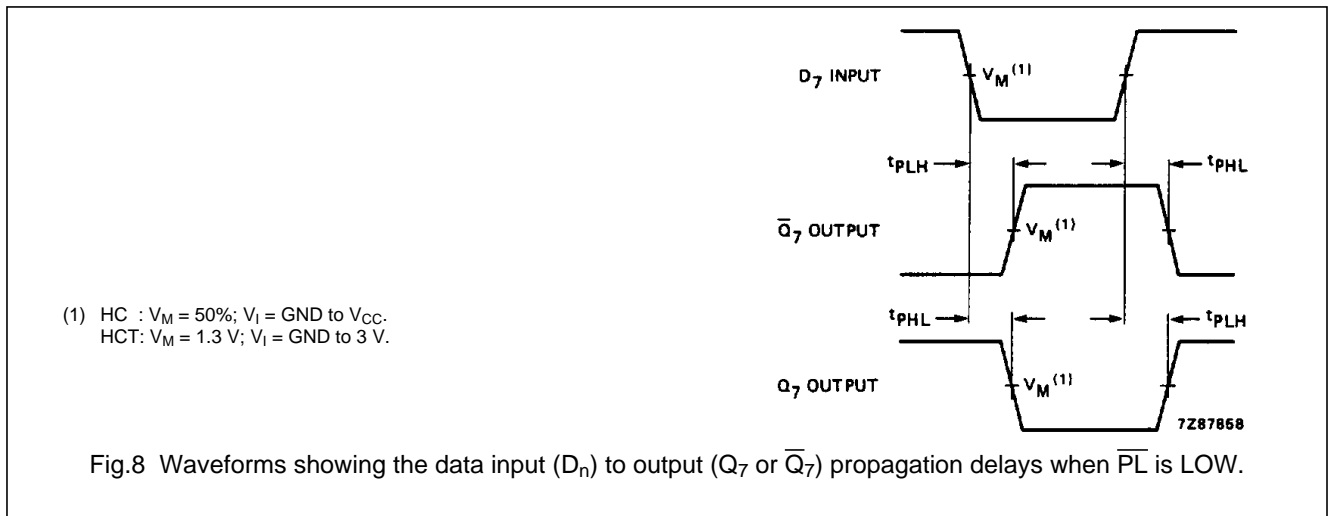 D7 INPUT
VM(1)
tPLH
tPHL
Q̅7 OUTPUT
VM(1)
(1) HC : VM = 50%; VI = GND to VCC.
HCT: VM = 1.3 V; VI = GND to 3 V.
tPHL
tPLH
Q7 OUTPUT
VM(1)
7Z87858
Fig.8 Waveforms showing the data input (Dn) to output (Q7 or Q̅7) propagation delays when P̅L̅ is LOW.